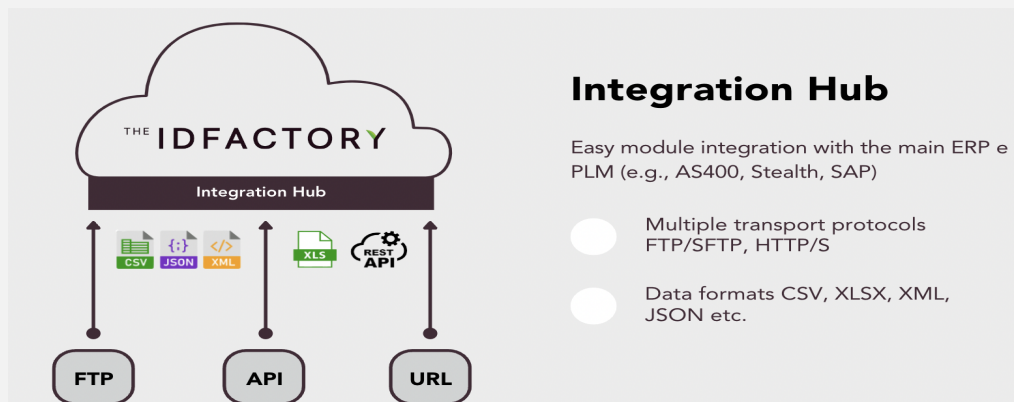 THE IDFACTORY
Integration Hub
CSV
JSON
XML
XLS
REST
API
FTP
API
URL
Integration Hub
Easy module integration with the main ERP e
PLM (e.g., AS400, Stealth, SAP)
Multiple transport protocols
FTP/SFTP, HTTP/S
Data formats CSV, XLSX, XML,
JSON etc.